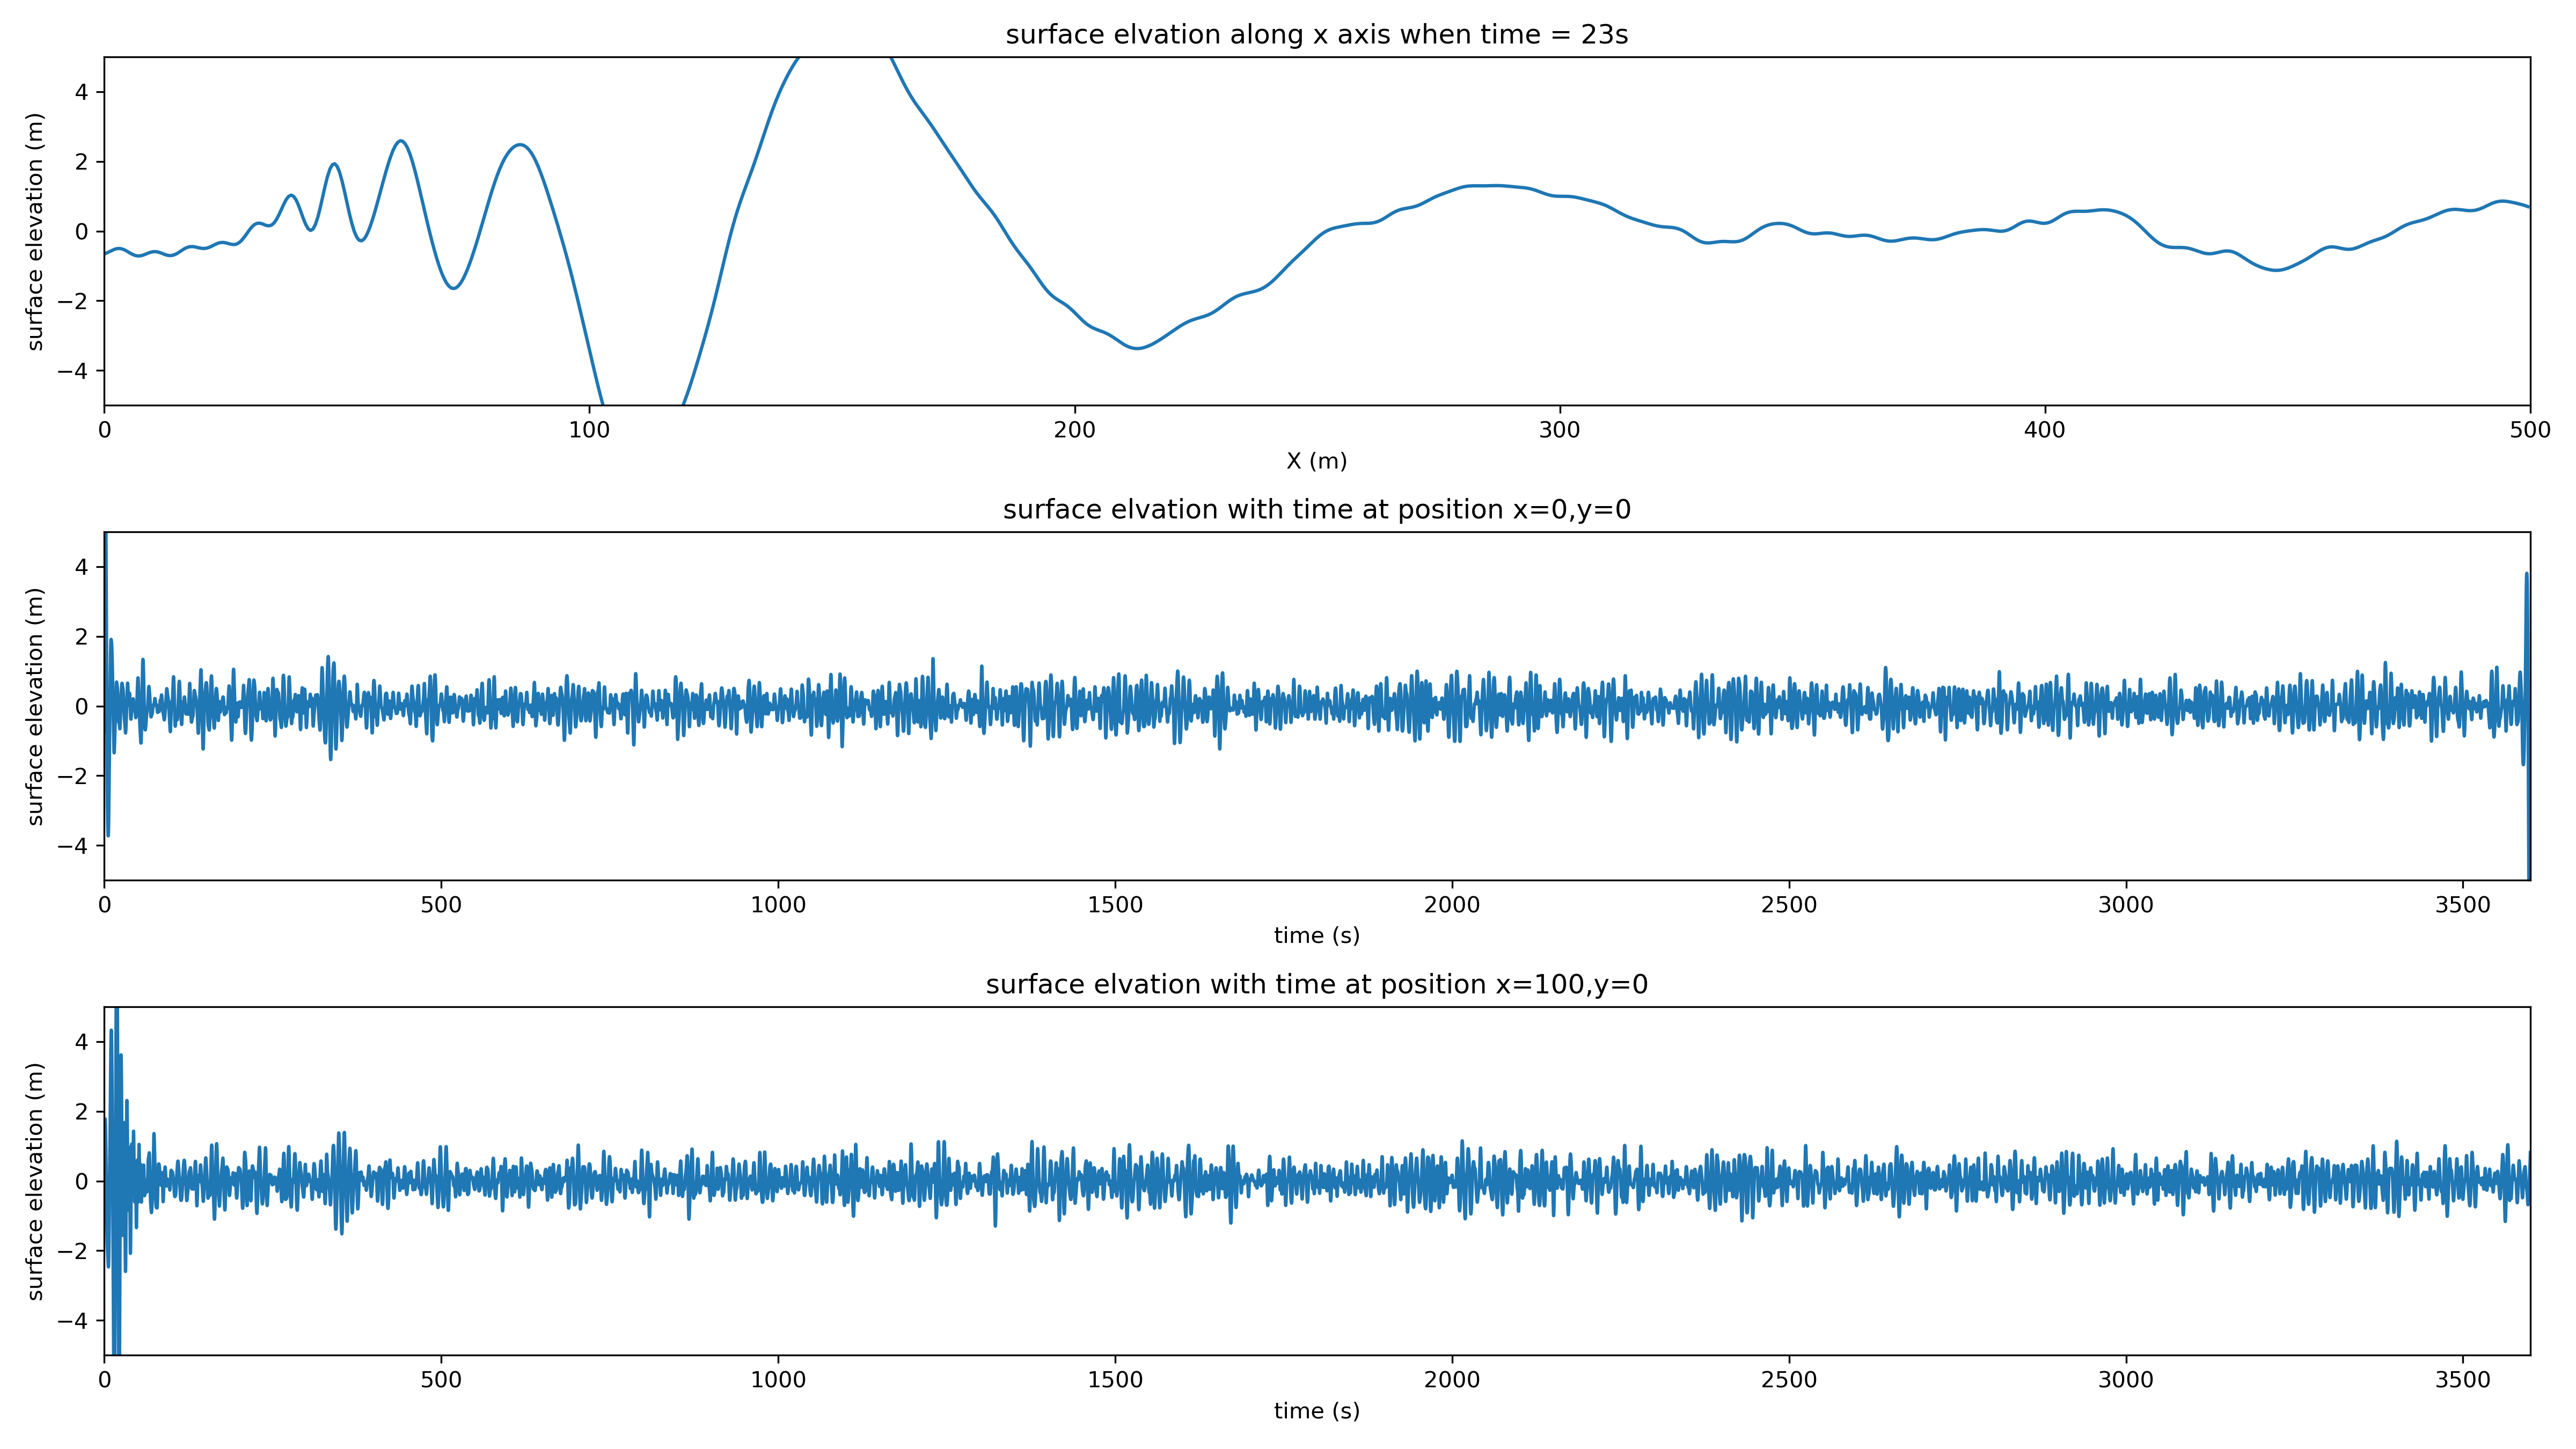 surface elvation along x axis when time = 23s
surface elevation (m)
4
2
0
−2
−4
0 100 200 300 400 500
X (m)
surface elvation with time at position x=0,y=0
surface elevation (m)
4
2
0
−2
−4
0 500 1000 1500 2000 2500 3000 3500
time (s)
surface elvation with time at position x=100,y=0
surface elevation (m)
4
2
0
−2
−4
0 500 1000 1500 2000 2500 3000 3500
time (s)